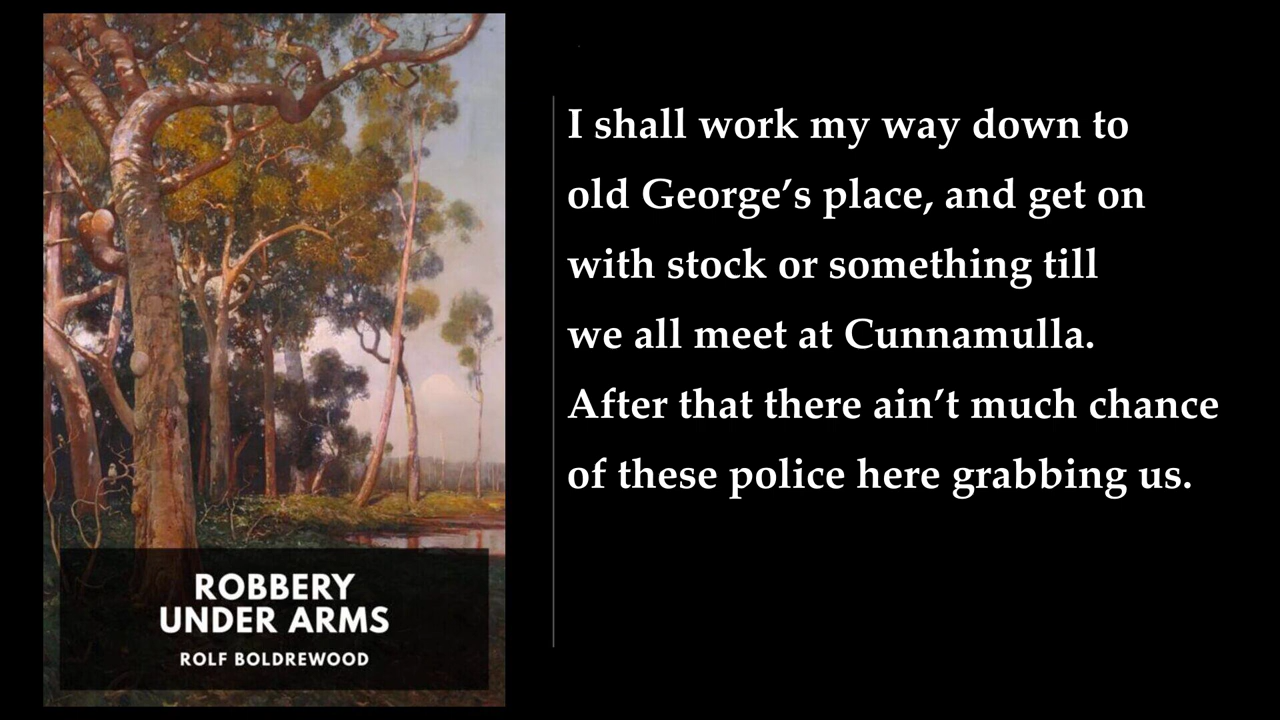 ROBBERY
UNDER ARMS
ROLF BOLDREWOOD
I shall work my way down to
old George’s place, and get on
with stock or something till
we all meet at Cunnamulla.
After that there ain’t much chance
of these police here grabbing us.